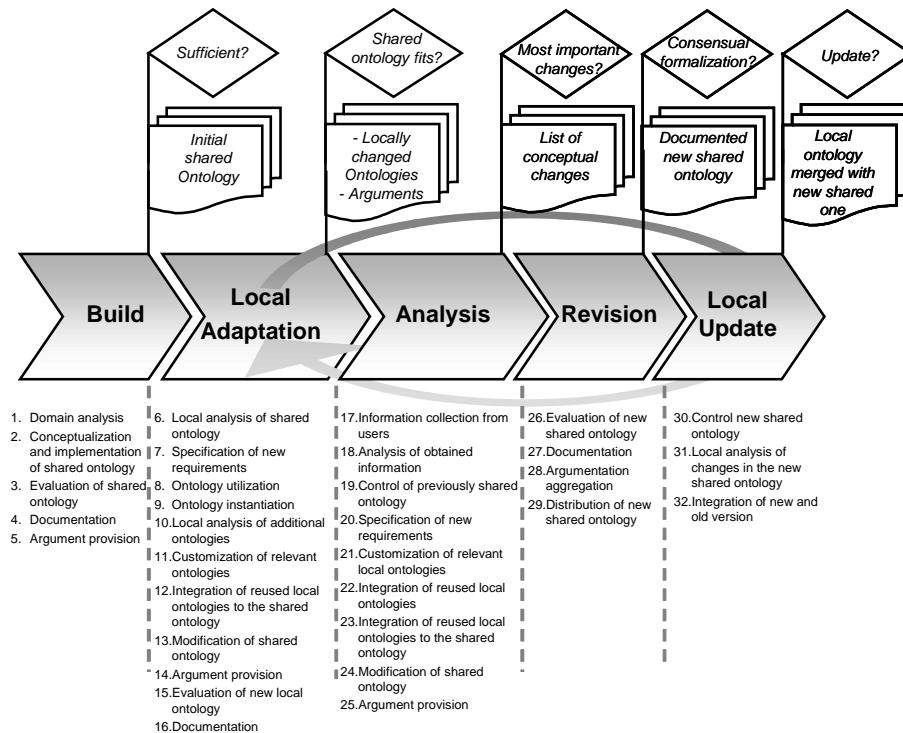 Sufficient?
Shared
ontology fits?
Most important
changes?
Consensual
formalization?
Update?
Initial
shared
Ontology
- Locally
changed
Ontologies
- Arguments
List of
conceptual
changes
Documented
new shared
ontology
Local
ontology
merged with
new shared
one
Build
Local
Adaptation
Analysis
Revision
Local
Update
1. Domain analysis
2. Conceptualization
and implementation
of shared ontology
3. Evaluation of shared
ontology
4. Documentation
5. Argument provision
6. Local analysis of shared
ontology
7. Specification of new
requirements
8. Ontology utilization
9. Ontology instantiation
10.Local analysis of additional
ontologies
11.Customization of relevant
ontologies
12.Integration of reused local
ontologies to the shared
ontology
13.Modification of shared
ontology
14.Argument provision
15.Evaluation of new local
ontology
16.Documentation
17.Information collection from
users
18.Analysis of obtained
information
19.Control of previously shared
ontology
20.Specification of new
requirements
21.Customization of relevant
local ontologies
22.Integration of reused local
ontologies
23.Integration of reused local
ontologies to the shared
ontology
24.Modification of shared
ontology
25.Argument provision
26.Evaluation of new
shared ontology
27.Documentation
28.Argumentation
aggregation
29.Distribution of new
shared ontology
30.Control new shared
ontology
31.Local analysis of
changes in the new
shared ontology
32.Integration of new and
old version